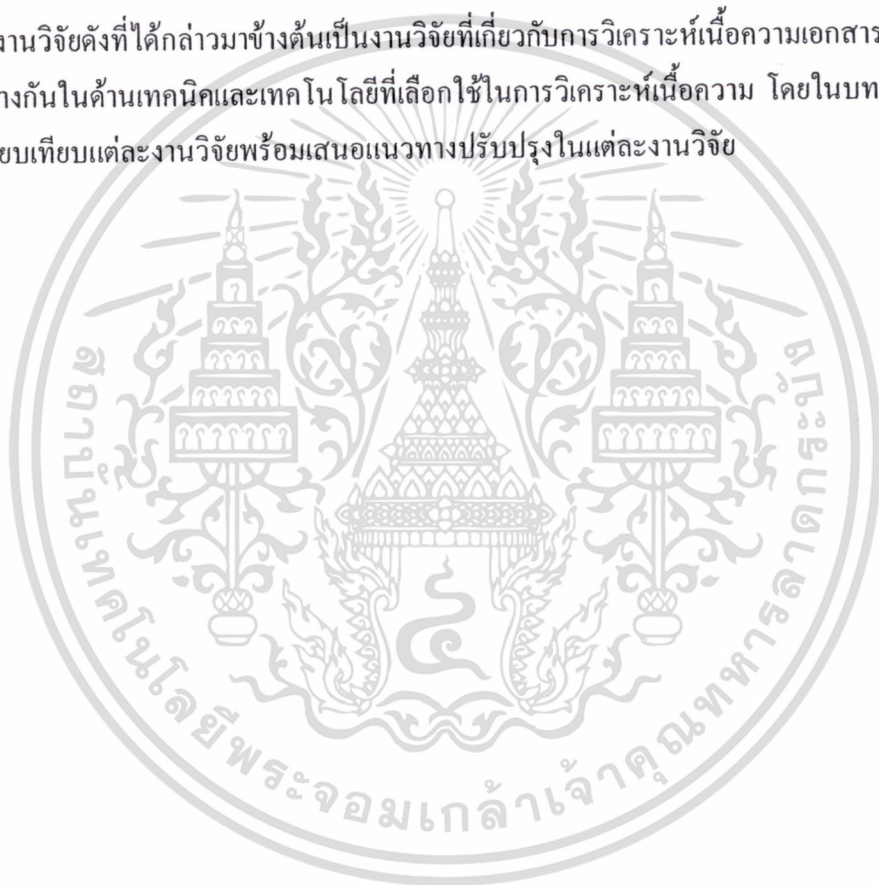 งานวิจัยดังที่ได้กล่าวมาข้างต้นเป็นงานวิจัยที่เกี่ยวกับการวิเคราะห์เนื้อความเอกสาร
างกันในด้านเทคนิคและเทคโนโลยีที่เลือกใช้ในการวิเคราะห์เนื้อความ โดยในบท
ยบเทียบแต่ละงานวิจัยพร้อมเสนอแนวทางปรับปรุงในแต่ละงานวิจัย
สถาบันเทคโนโลยีพระจอมเกล้าเจ้าคุณทหารลาดกระบัง
๔